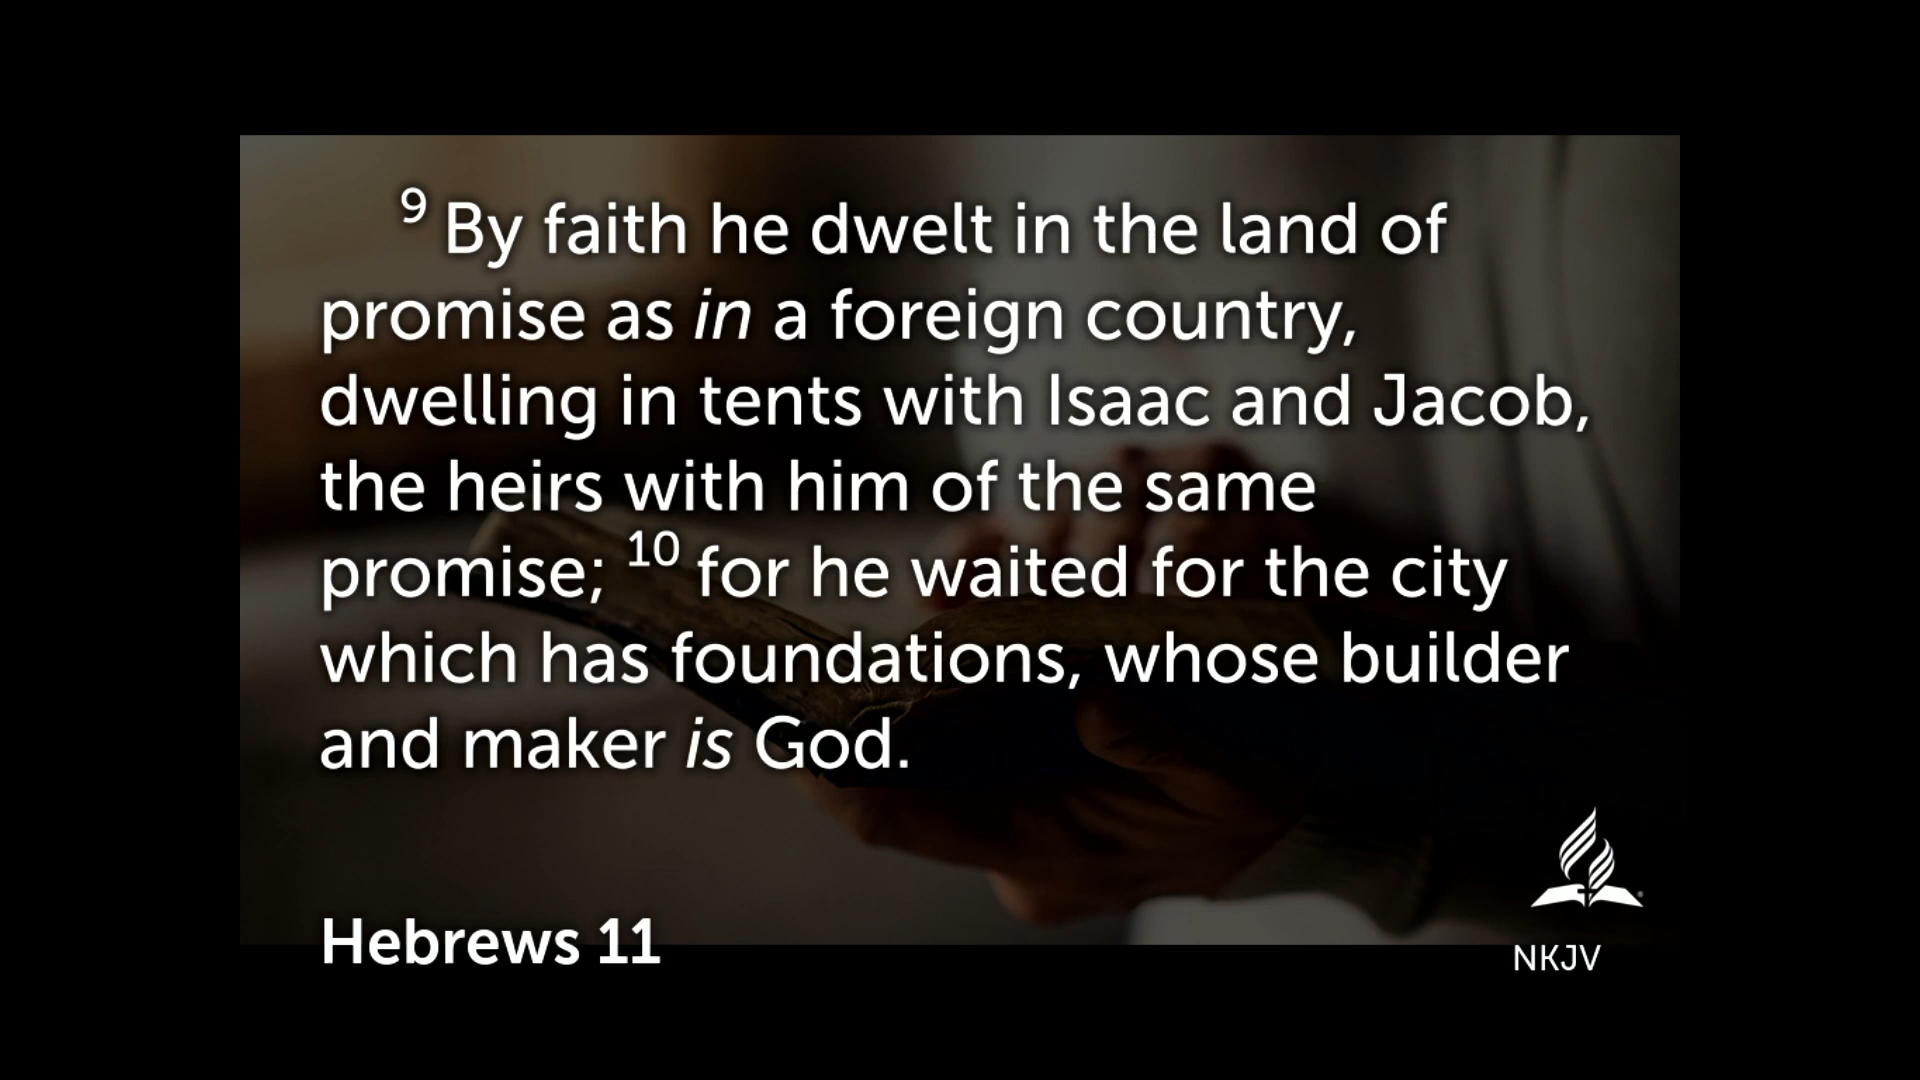 9 By faith he dwelt in the land of
promise as in a foreign country,
dwelling in tents with Isaac and Jacob,
the heirs with him of the same
promise; 10 for he waited for the city
which has foundations, whose builder
and maker is God.
Hebrews 11
NKJV